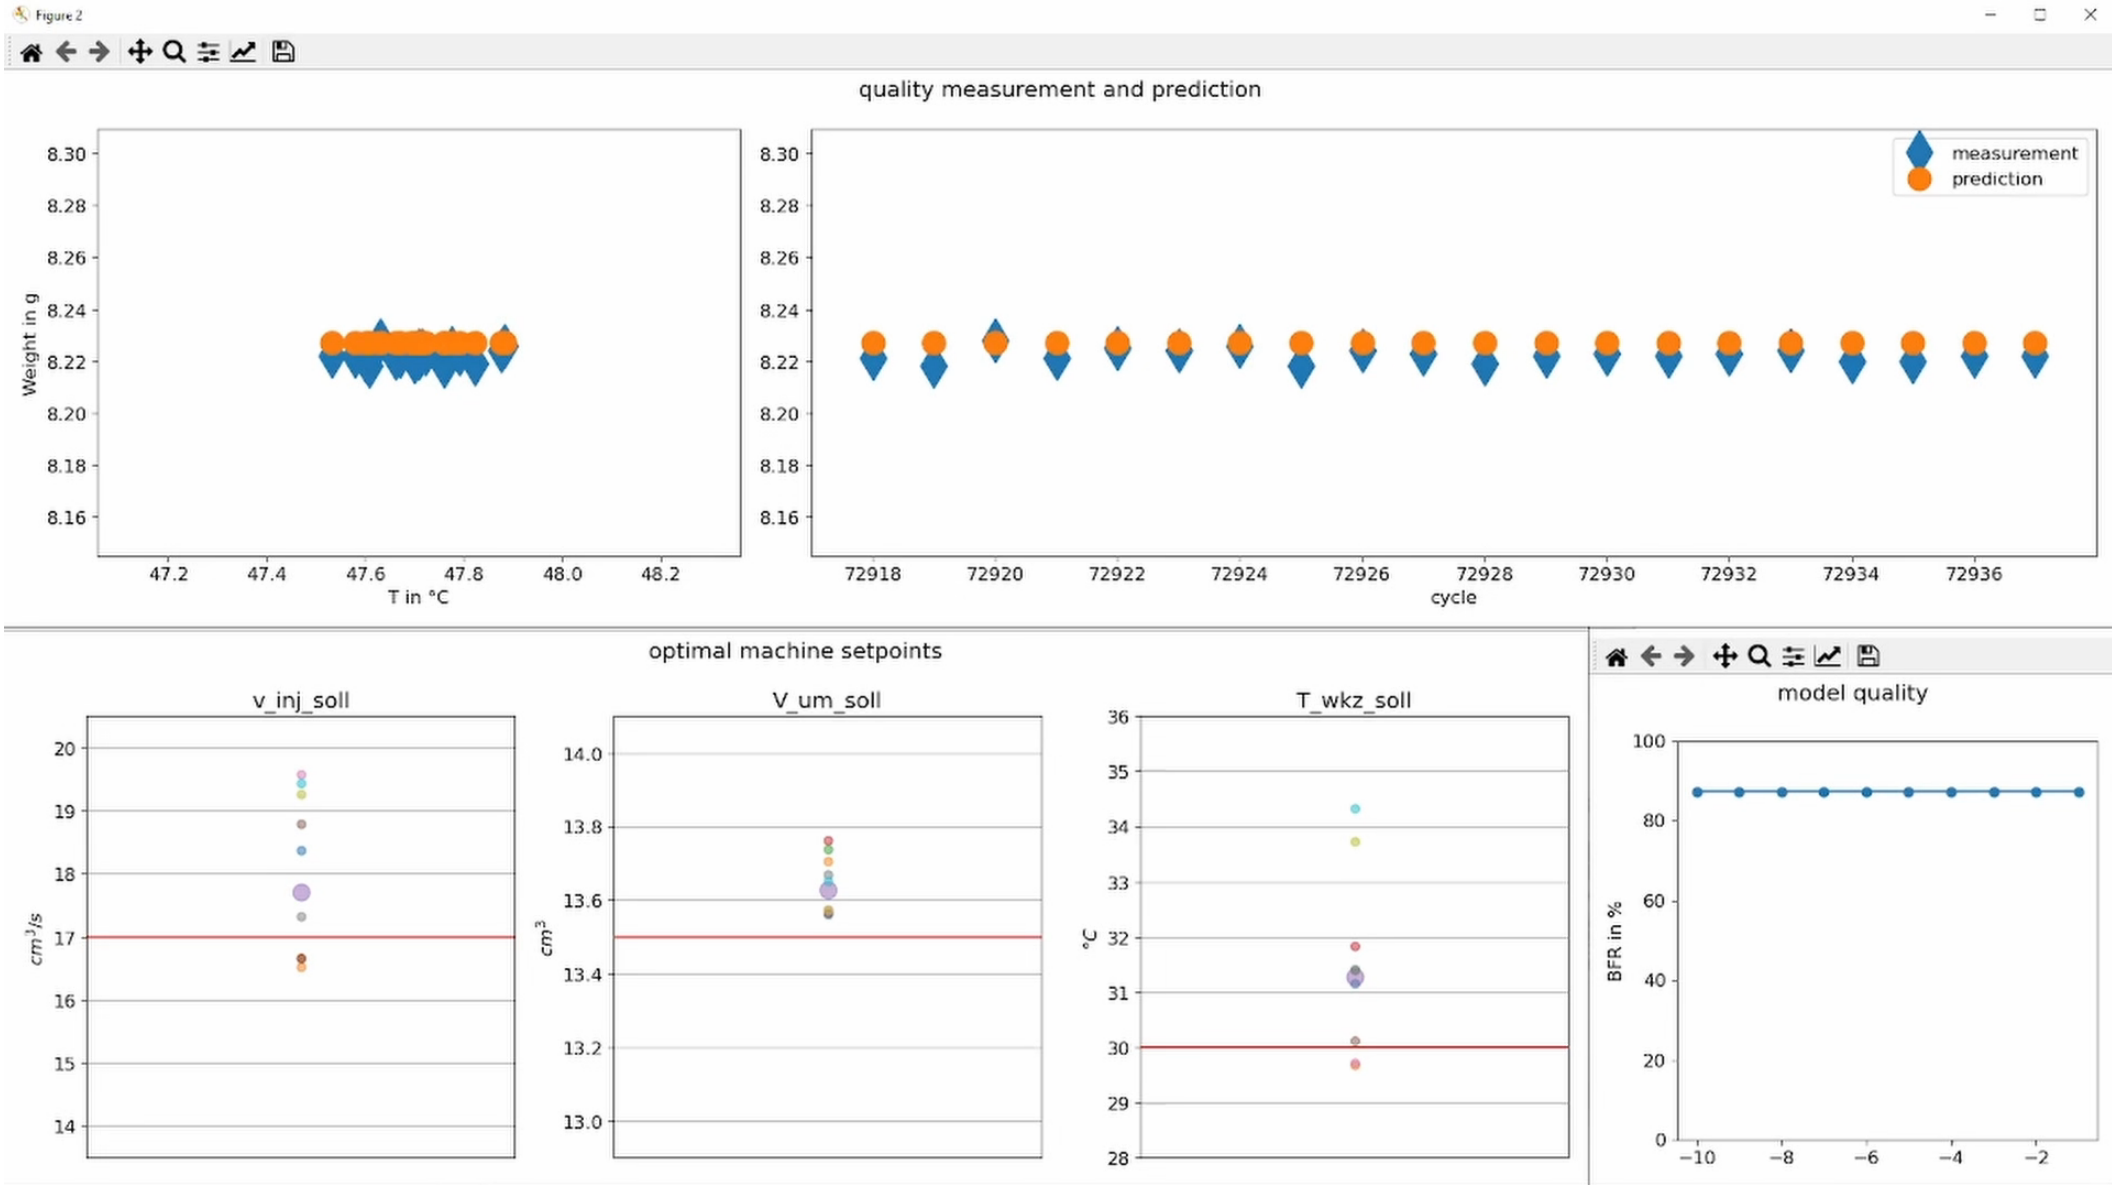 Figure 2
quality measurement and prediction
8.30
8.28
8.26
8.24
8.22
8.20
8.18
8.16
Weight in g
47.2 47.4 47.6 47.8 48.0 48.2
T in °C
8.30
8.28
8.26
8.24
8.22
8.20
8.18
8.16
measurement
prediction
72918 72920 72922 72924 72926 72928 72930 72932 72934 72936
cycle
optimal machine setpoints
v_inj_soll
20
19
18
17
16
15
14
cm³/s
V_um_soll
14.0
13.8
13.6
13.4
13.2
13.0
cm³
T_wkz_soll
36
35
34
33
32
31
30
29
28
°C
model quality
100
80
60
40
20
0
BFR in %
−10 −8 −6 −4 −2